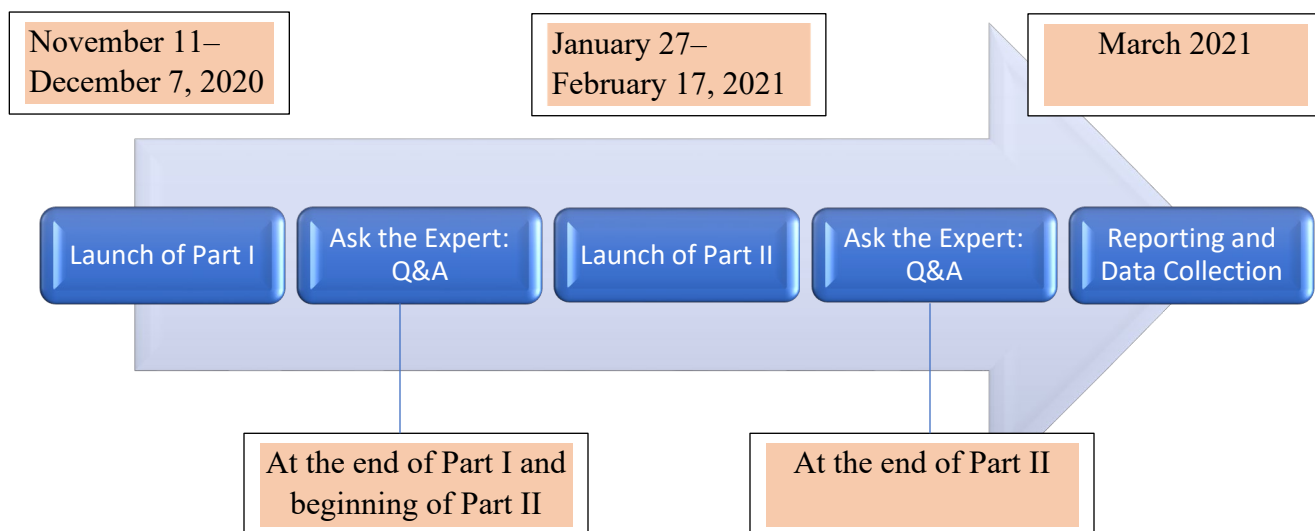 November 11–
December 7, 2020
January 27–
February 17, 2021
March 2021
Launch of Part I
Ask the Expert:
Q&A
Launch of Part II
Ask the Expert:
Q&A
Reporting and
Data Collection
At the end of Part I and
beginning of Part II
At the end of Part II